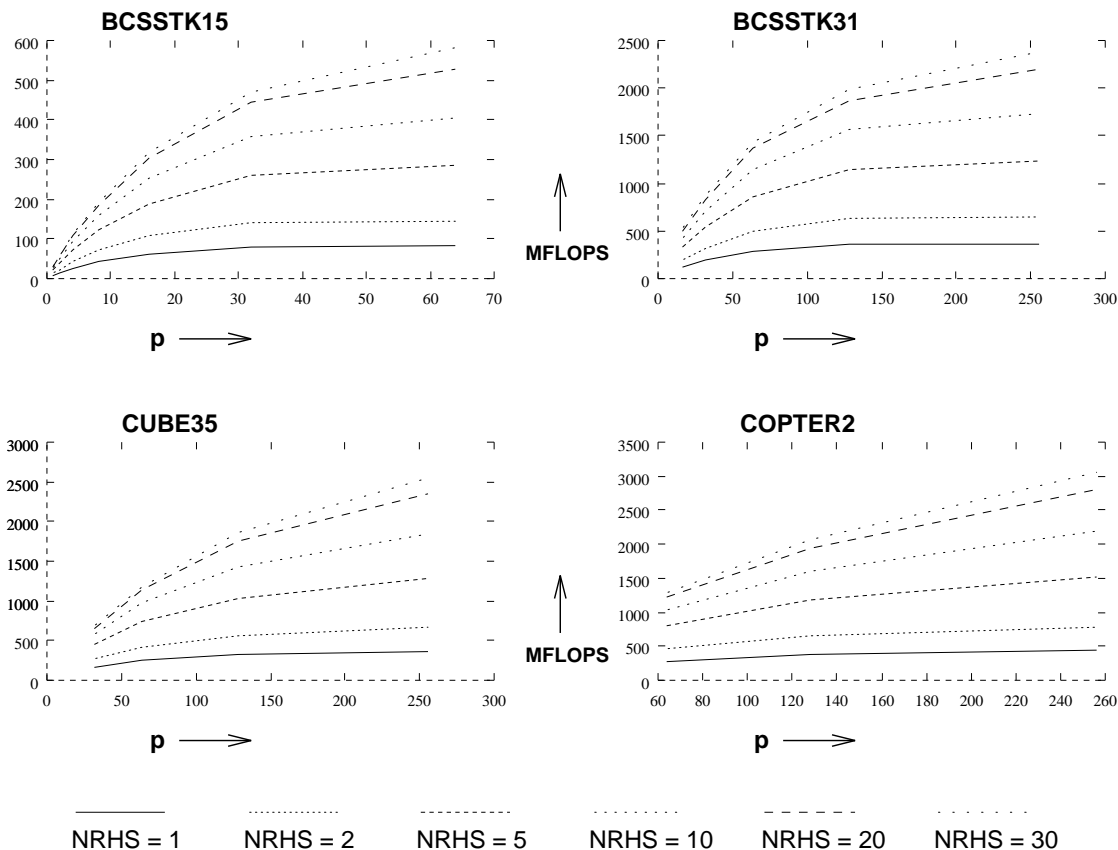 BCSSTK15
600
500
400
300
200
100
0
0 10 20 30 40 50 60 70
p
BCSSTK31
2500
2000
1500
1000
500
0
0 50 100 150 200 250 300
p
MFLOPS
CUBE35
3000
2500
2000
1500
1000
500
0
0 50 100 150 200 250 300
p
COPTER2
3500
3000
2500
2000
1500
1000
500
0
60 80 100 120 140 160 180 200 220 240 260
p
MFLOPS
NRHS = 1 NRHS = 2 NRHS = 5 NRHS = 10 NRHS = 20 NRHS = 30